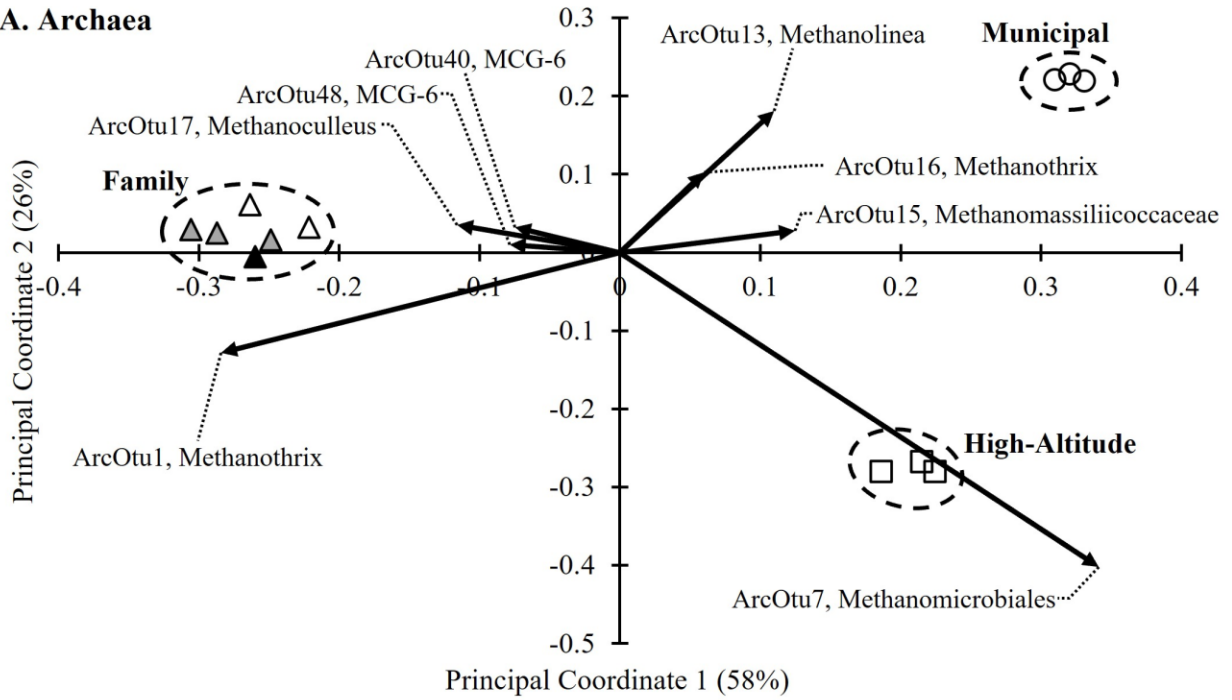 A. Archaea
0.3
ArcOtu13, Methanolinea
Municipal
ArcOtu40, MCG-6
ArcOtu48, MCG-6
0.2
ArcOtu17, Methanoculleus
Family
0.1
ArcOtu16, Methanothrix
ArcOtu15, Methanomassiliicoccaceae
0
-0.4
-0.3
-0.2
-0.1
0
0.1
0.2
0.3
0.4
-0.1
-0.2
ArcOtu1, Methanothrix
High-Altitude
-0.3
-0.4
ArcOtu7, Methanomicrobiales
-0.5
Principal Coordinate 2 (26%)
Principal Coordinate 1 (58%)